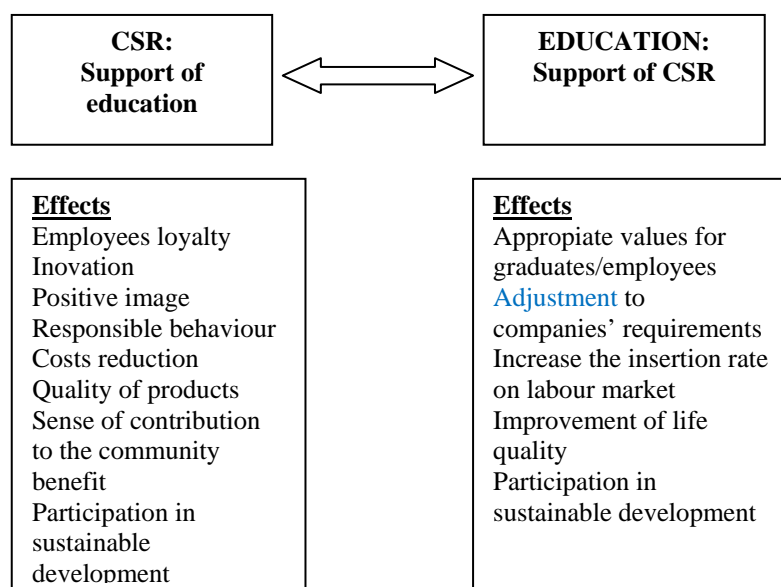 CSR:
Support of
education
EDUCATION:
Support of CSR
Effects
Employees loyalty
Inovation
Positive image
Responsible behaviour
Costs reduction
Quality of products
Sense of contribution
to the community
benefit
Participation in
sustainable
development
Effects
Appropiate values for
graduates/employees
Adjustment to
companies’ requirements
Increase the insertion rate
on labour market
Improvement of life
quality
Participation in
sustainable development